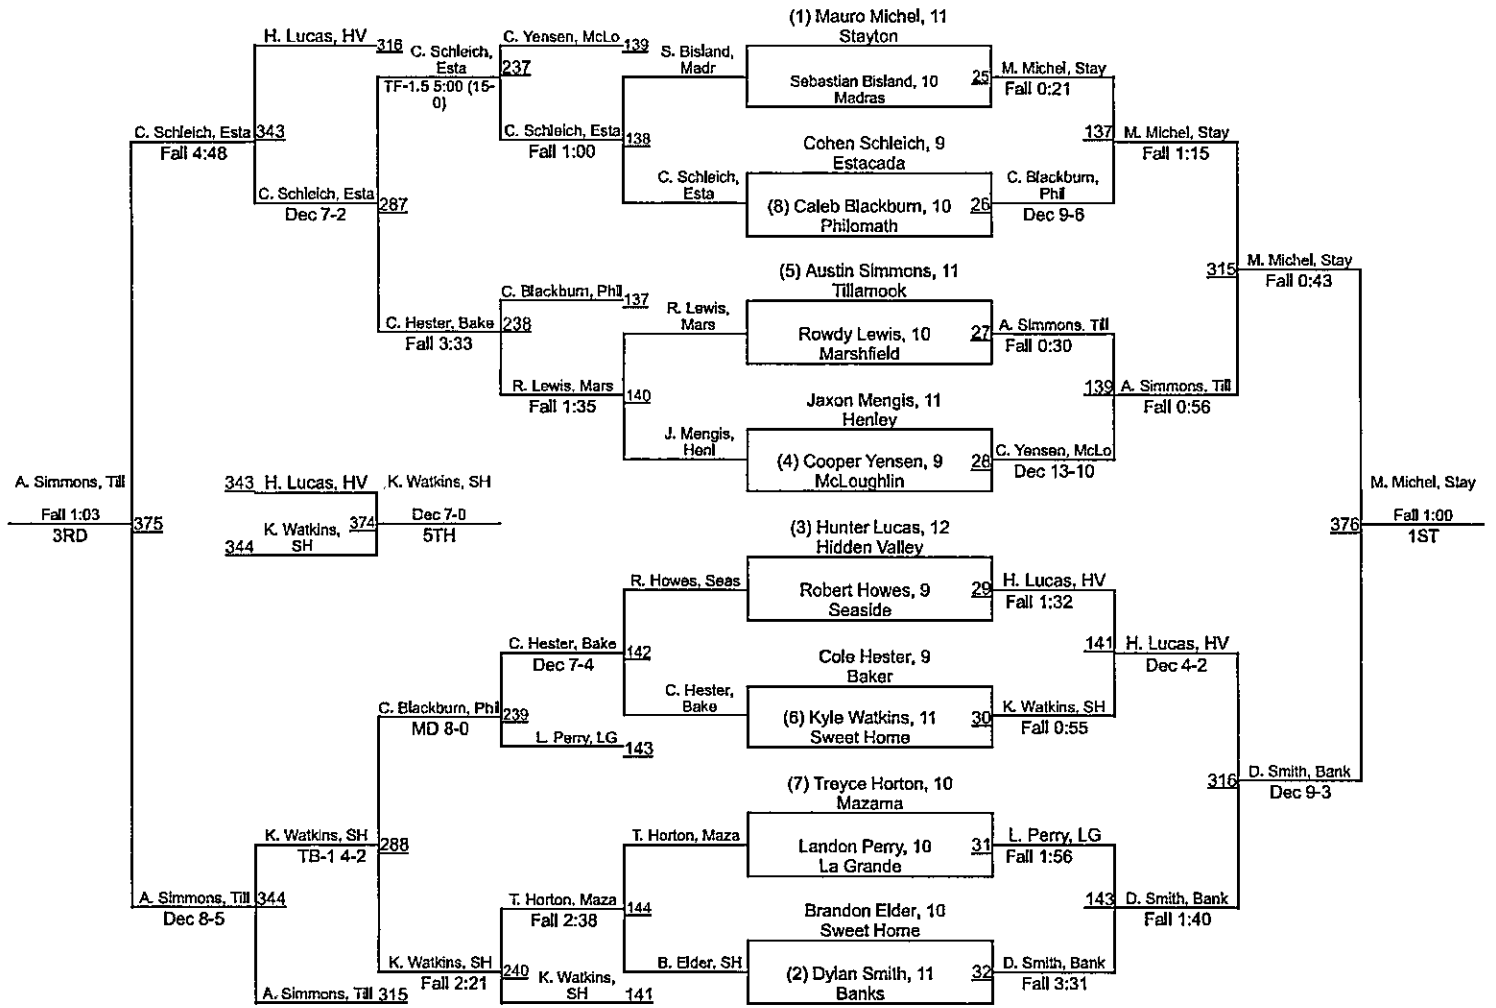 (1) Mauro Michel, 11
Stayton
H. Lucas, HV
316
C. Schleich,
Esta
237
TF-1.5 5:00 (15-
0)
C. Yensen, McLo
139
S. Bisland,
Madr
Sebastian Bisland, 10
Madras
25
M. Michel, Stay
Fall 0:21
C. Schleich, Esta
343
Fall 4:48
C. Schleich, Esta
138
Fall 1:00
Cohen Schleich, 9
Estacada
137
M. Michel, Stay
Fall 1:15
C. Schleich, Esta
287
Dec 7-2
C. Schleich,
Esta
(8) Caleb Blackburn, 10
Philomath
26
C. Blackburn,
Phil
Dec 9-6
(5) Austin Simmons, 11
Tillamook
315
M. Michel, Stay
Fall 0:43
C. Blackburn, Phil
137
C. Hester, Bake
238
Fall 3:33
R. Lewis,
Mars
Rowdy Lewis, 10
Marshfield
27
A. Simmons, Till
Fall 0:30
R. Lewis, Mars
140
Fall 1:35
Jaxon Mengis, 11
Henley
139
A. Simmons, Till
Fall 0:56
J. Mengis,
Henl
(4) Cooper Yensen, 9
McLoughlin
28
C. Yensen, McLo
Dec 13-10
A. Simmons, Till
Fall 1:03
3RD
375
343
H. Lucas, HV
K. Watkins, SH
374
Dec 7-0
5TH
344
K. Watkins,
SH
M. Michel, Stay
376
Fall 1:00
1ST
(3) Hunter Lucas, 12
Hidden Valley
R. Howes, Seas
Robert Howes, 9
Seaside
29
H. Lucas, HV
Fall 1:32
C. Hester, Bake
142
Dec 7-4
Cole Hester, 9
Baker
141
H. Lucas, HV
Dec 4-2
C. Hester,
Bake
C. Blackburn, Phil
239
MD 8-0
(6) Kyle Watkins, 11
Sweet Home
30
K. Watkins, SH
Fall 0:55
L. Perry, LG
143
(7) Treyce Horton, 10
Mazama
316
D. Smith, Bank
Dec 9-3
K. Watkins, SH
288
TB-1 4-2
T. Horton, Maza
Landon Perry, 10
La Grande
31
L. Perry, LG
Fall 1:56
A. Simmons, Till
344
Dec 8-5
T. Horton, Maza
144
Fall 2:38
Brandon Elder, 10
Sweet Home
143
D. Smith, Bank
Fall 1:40
K. Watkins, SH
240
Fall 2:21
B. Elder, SH
(2) Dylan Smith, 11
Banks
32
D. Smith, Bank
Fall 3:31
A. Simmons, Till
315
K. Watkins,
SH
141